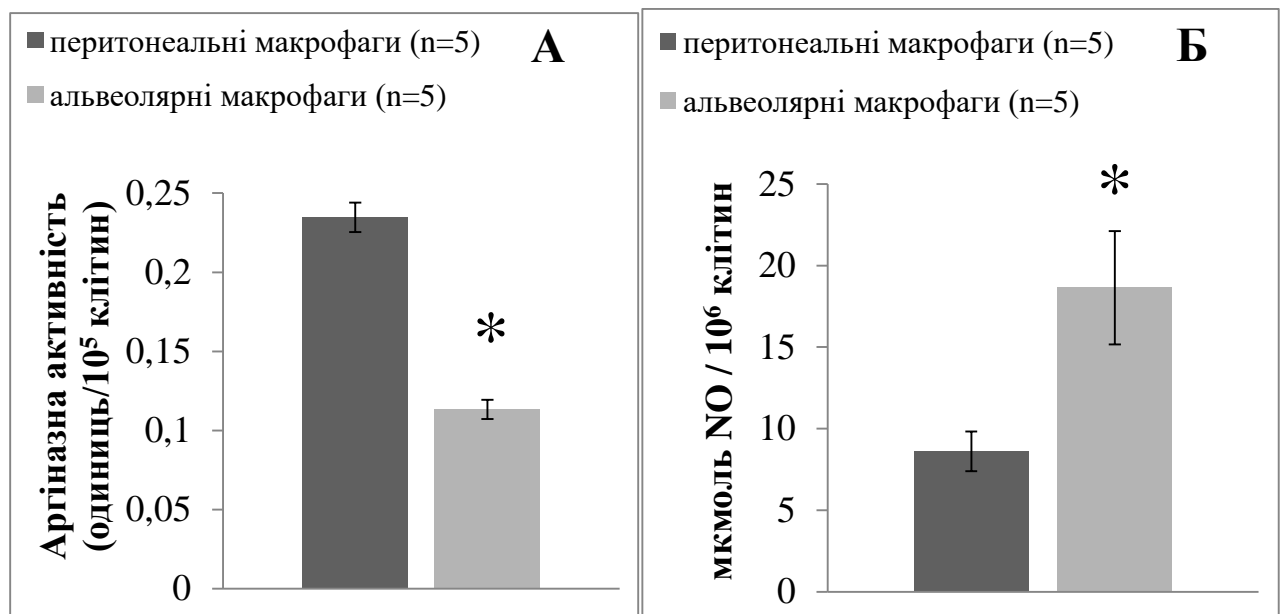 перитонеальні макрофаги (n=5)
альвеолярні макрофаги (n=5)
А
Аргіназна активність
(одиниць/10⁵ клітин)
0,25
0,2
0,15
0,1
0,05
0
*
перитонеальні макрофаги (n=5)
альвеолярні макрофаги (n=5)
Б
мкмоль NO / 10⁶ клітин
25
20
15
10
5
0
*